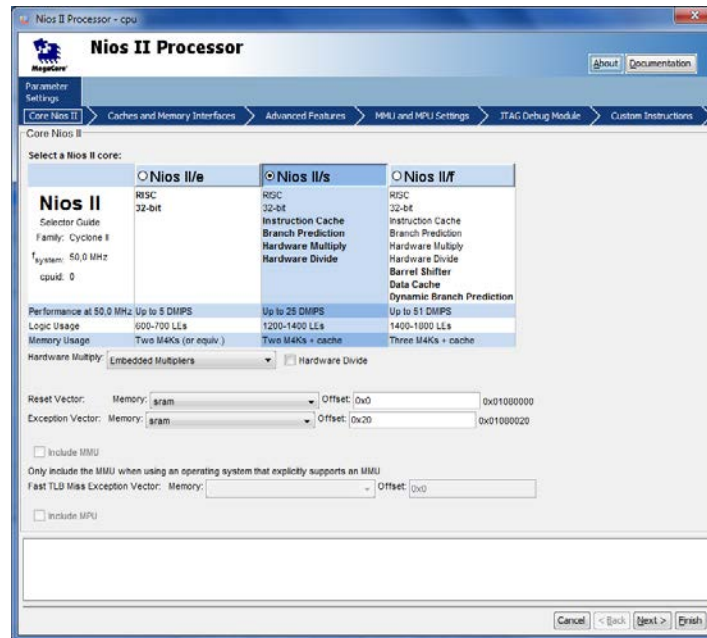 Nios II Processor - cpu
MegaCore'
Nios II Processor
About Documentation
Parameter
Settings
Core Nios II Caches and Memory Interfaces Advanced Features MMU and MPU Settings JTAG Debug Module Custom Instructions
Core Nios II
Select a Nios II core:
Nios II/e Nios II/s Nios II/f
Nios II
Selector Guide
Family: Cyclone II
fsystem: 50,0 MHz
cpuid: 0
RISC
32-bit
RISC
32-bit
Instruction Cache
Branch Prediction
Hardware Multiply
Hardware Divide
RISC
32-bit
Instruction Cache
Branch Prediction
Hardware Multiply
Hardware Divide
Barrel Shifter
Data Cache
Dynamic Branch Prediction
Performance at 50,0 MHz Up to 5 DMIPS Up to 25 DMIPS Up to 51 DMIPS
Logic Usage 600-700 LEs 1200-1400 LEs 1400-1800 LEs
Memory Usage Two M4Ks (or equiv.) Two M4Ks + cache Three M4Ks + cache
Hardware Multiply: Embedded Multipliers Hardware Divide
Reset Vector: Memory: sram Offset: 0x0 0x01080000
Exception Vector: Memory: sram Offset: 0x20 0x01080020
Include MMU
Only include the MMU when using an operating system that explicitly supports an MMU
Fast TLB Miss Exception Vector: Memory: Offset: 0x0
Include MPU
Cancel < Back Next > Finish